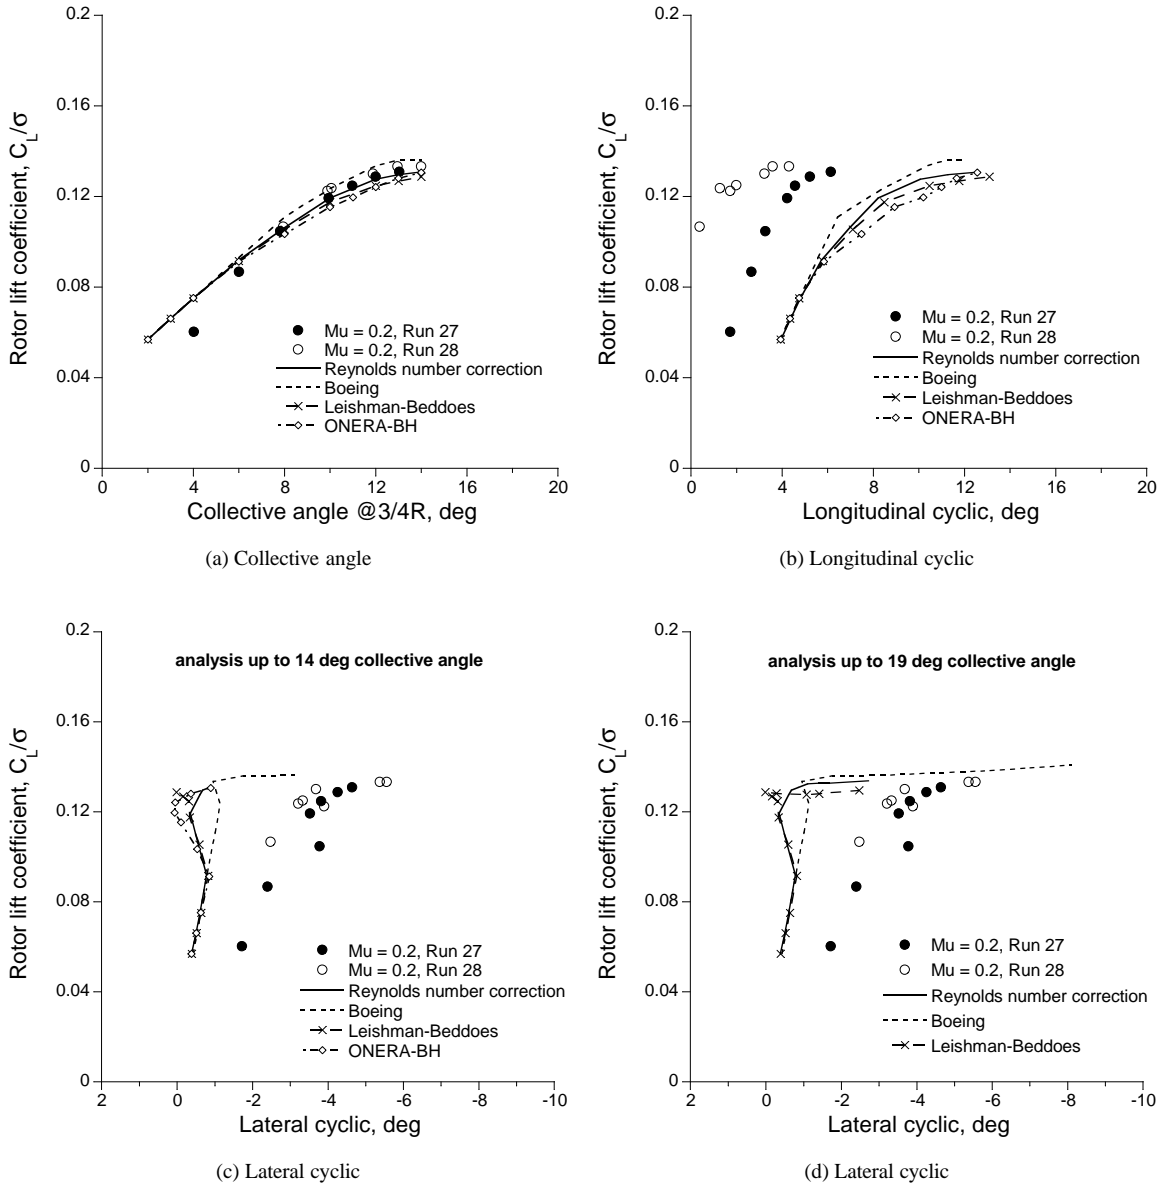 0.2
0.16
0.12
0.08
0.04
0
Rotor lift coefficient, C_L/σ
Mu = 0.2, Run 27
Mu = 0.2, Run 28
Reynolds number correction
Boeing
Leishman-Beddoes
ONERA-BH
0 4 8 12 16 20
Collective angle @3/4R, deg
(a) Collective angle
0.2
0.16
0.12
0.08
0.04
0
Rotor lift coefficient, C_L/σ
Mu = 0.2, Run 27
Mu = 0.2, Run 28
Reynolds number correction
Boeing
Leishman-Beddoes
ONERA-BH
0 4 8 12 16 20
Longitudinal cyclic, deg
(b) Longitudinal cyclic
0.2
0.16
0.12
0.08
0.04
0
Rotor lift coefficient, C_L/σ
analysis up to 14 deg collective angle
Mu = 0.2, Run 27
Mu = 0.2, Run 28
Reynolds number correction
Boeing
Leishman-Beddoes
ONERA-BH
2 0 -2 -4 -6 -8 -10
Lateral cyclic, deg
(c) Lateral cyclic
0.2
0.16
0.12
0.08
0.04
0
Rotor lift coefficient, C_L/σ
analysis up to 19 deg collective angle
Mu = 0.2, Run 27
Mu = 0.2, Run 28
Reynolds number correction
Boeing
Leishman-Beddoes
2 0 -2 -4 -6 -8 -10
Lateral cyclic, deg
(d) Lateral cyclic